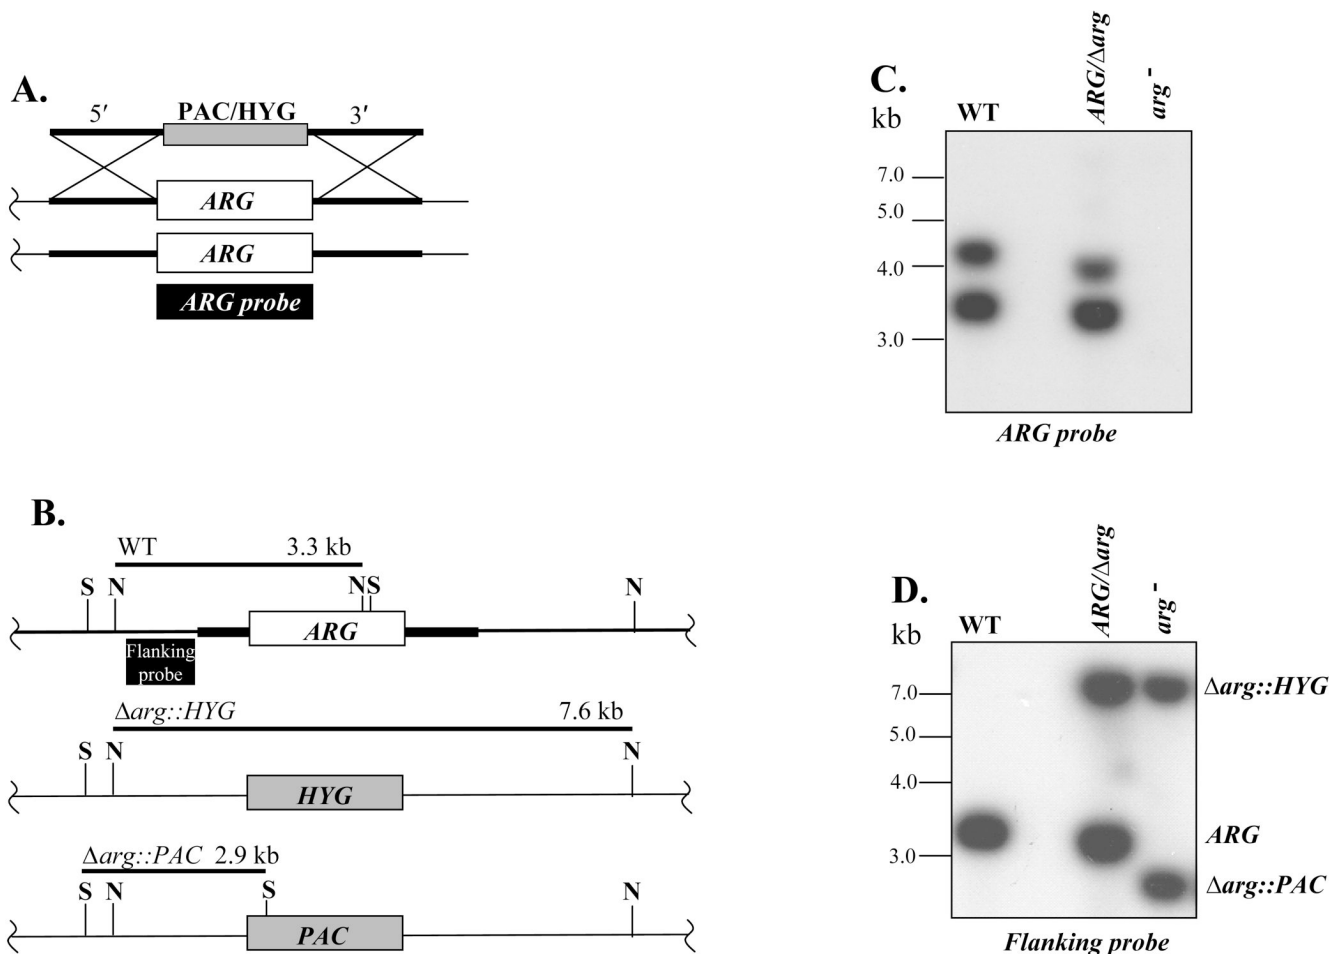 A.
5′ PAC/HYG 3′
ARG
ARG
ARG probe
B.
WT 3.3 kb
S N NS N
ARG
Flanking
probe
Δarg::HYG 7.6 kb
S N N
HYG
Δarg::PAC 2.9 kb
S N S N
PAC
C.
kb WT ARG/Δarg arg⁻
7.0
5.0
4.0
3.0
ARG probe
D.
kb WT ARG/Δarg arg⁻
7.0 Δarg::HYG
5.0
4.0
ARG
3.0
Δarg::PAC
Flanking probe